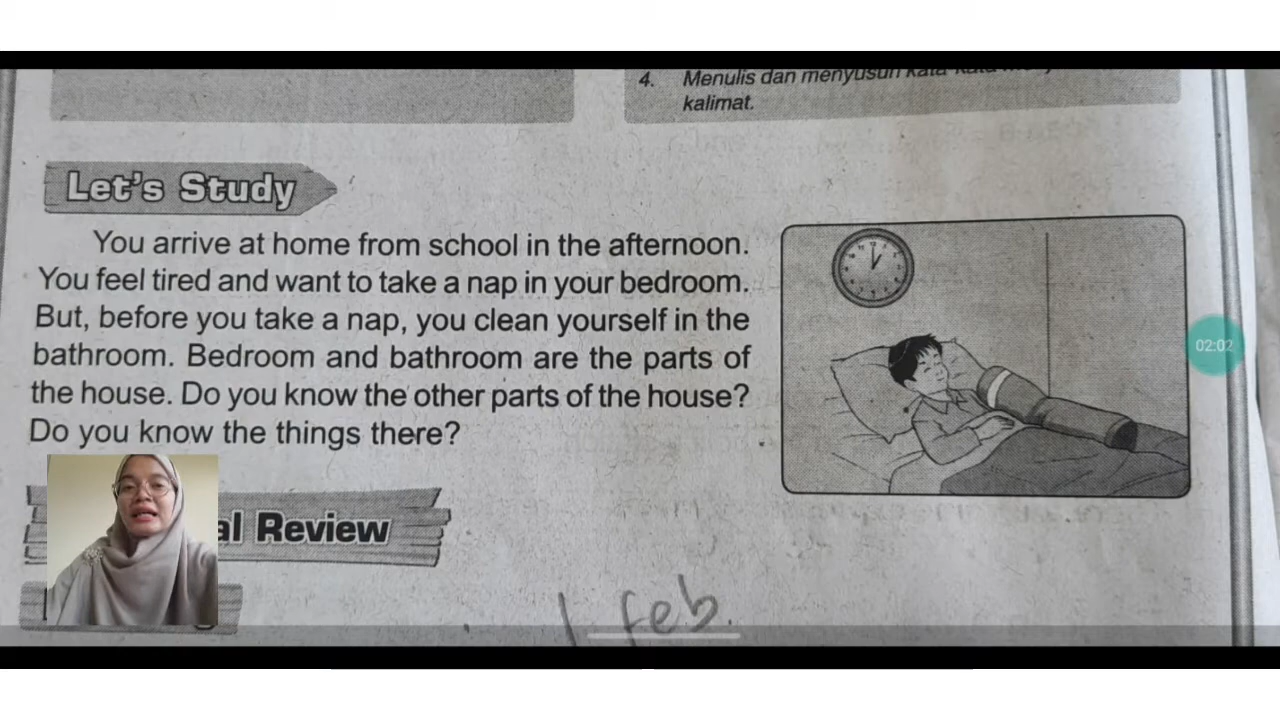 4. Menulis dan menyusun kata-kata
kalimat.
Let's Study
You arrive at home from school in the afternoon.
You feel tired and want to take a nap in your bedroom.
But, before you take a nap, you clean yourself in the
bathroom. Bedroom and bathroom are the parts of
the house. Do you know the other parts of the house?
Do you know the things there?
02:02
al Review
1 feb.